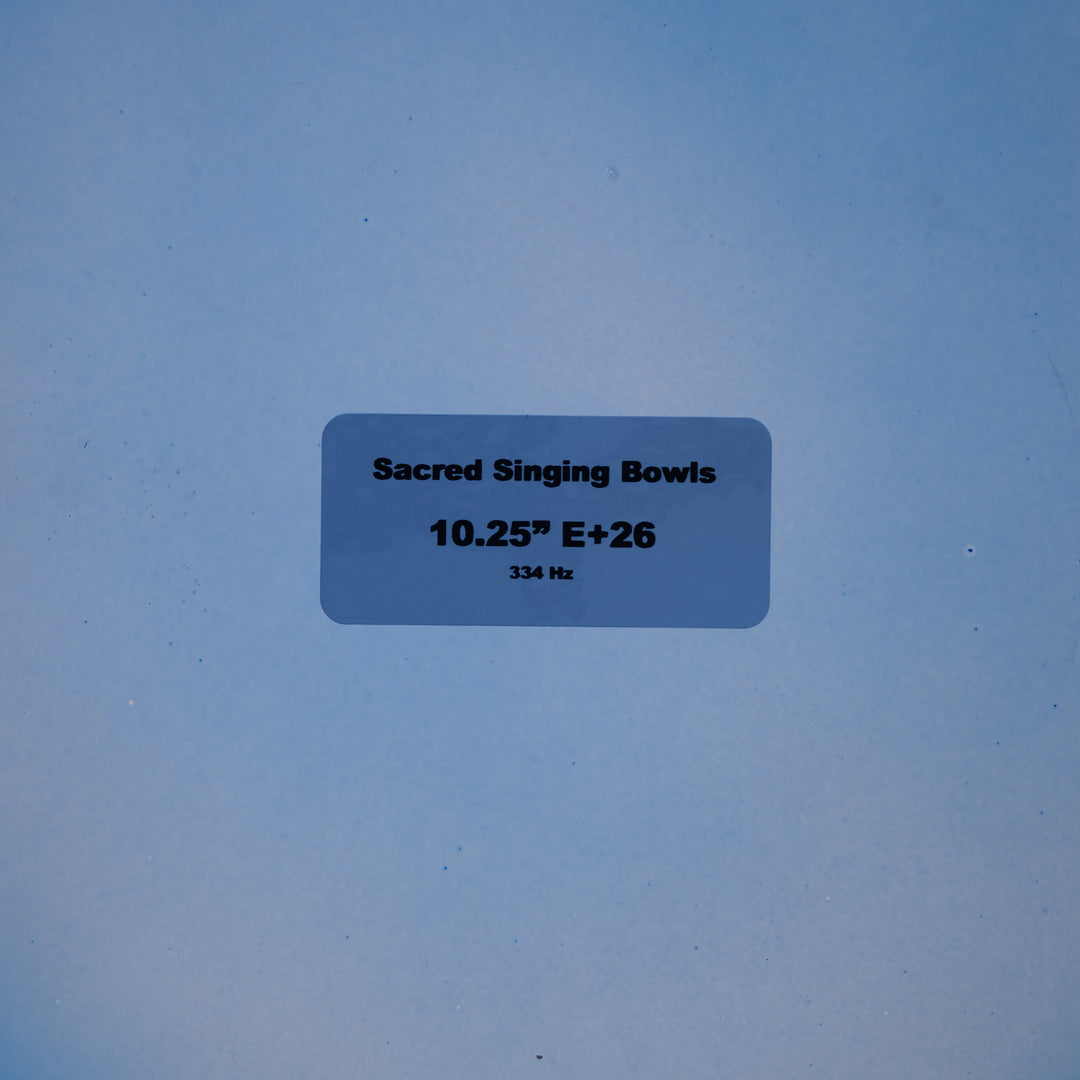 Sacred Singing Bowls
10.25” E+26
334 Hz